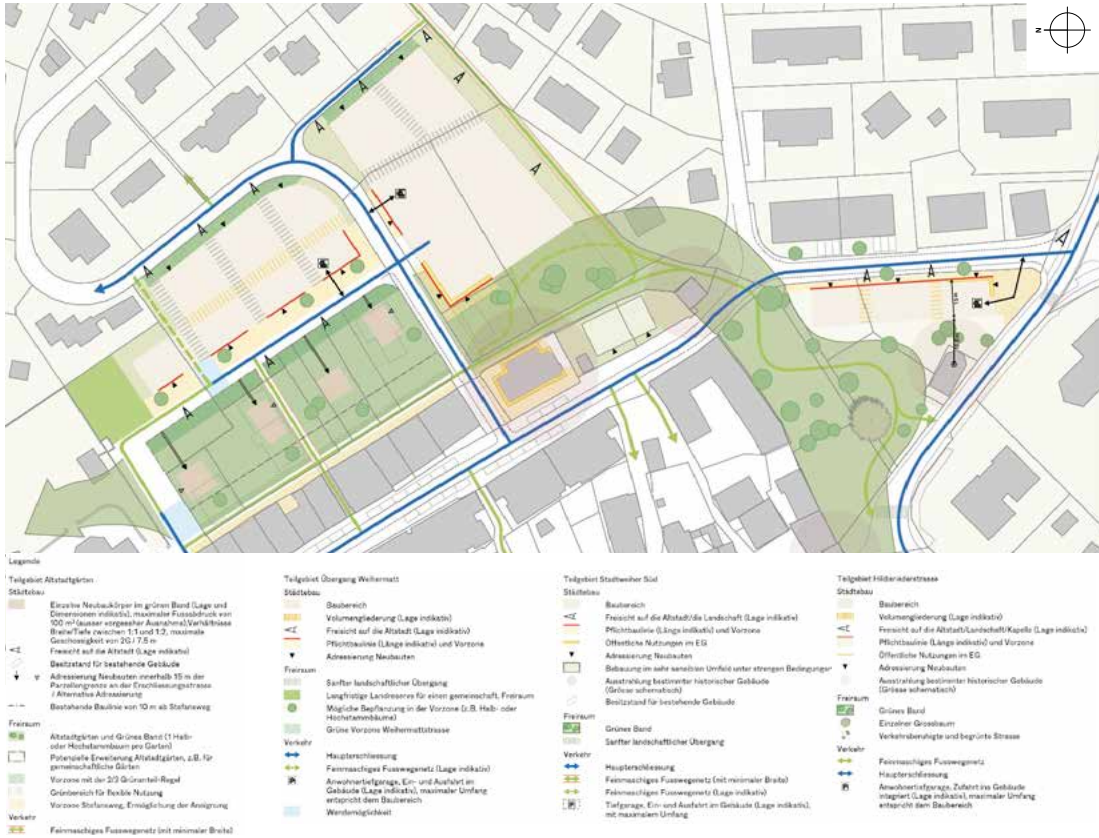 N
Legende
Teilgebiet Altstadtgärten
Städtebau
Einzelne Neubaukörper im grünen Band (Lage und
Dimensionen indikativ), maximaler Fussabdruck von
100 m² (ausser vorgesehener Ausnahme), Verhältnisse
Breite/Tiefe zwischen 1:1 und 1:2, maximale
Geschossigkeit von 2G / 7.5 m
Freisicht auf die Altstadt (Lage indikativ)
Besitzstand für bestehende Gebäude
Adressierung Neubauten innerhalb 15 m der
Parzellengrenze an der Erschliessungsstrasse
/ Alternative Adressierung
Bestehende Baulinie von 10 m ab Stefansweg
Freiraum
Altstadtgärten und Grünes Band (1 Halb-
oder Hochstammbaum pro Garten)
Potenzielle Erweiterung Altstadtgärten, z.B. für
gemeinschaftliche Gärten
Vorzone mit der 2/3 Grünanteil-Regel
Grünbereich für flexible Nutzung
Vorzone Stefansweg, Ermöglichung der Aneignung
Verkehr
Feinmaschiges Fusswegenetz (mit minimaler Breite)
Teilgebiet Übergang Weihermatt
Städtebau
Baubereich
Volumengliederung (Lage indikativ)
Freisicht auf die Altstadt (Lage indikativ)
Pflichtbaulinie (Länge indikativ) und Vorzone
Adressierung Neubauten
Freiraum
Sanfter landschaftlicher Übergang
Langfristige Landreserve für einen gemeinschaft. Freiraum
Mögliche Bepflanzung in der Vorzone (z.B. Halb- oder
Hochstammbäume)
Grüne Vorzone Weihermattstrasse
Verkehr
Haupterschliessung
Feinmaschiges Fusswegenetz (Lage indikativ)
Anwohnertiefgarage, Ein- und Ausfahrt im
Gebäude (Lage indikativ), maximaler Umfang
entspricht dem Baubereich
Wendemöglichkeit
Teilgebiet Stadtweiher Süd
Städtebau
Baubereich
Freisicht auf die Altstadt/die Landschaft (Lage indikativ)
Pflichtbaulinie (Länge indikativ) und Vorzone
Öffentliche Nutzungen im EG
Adressierung Neubauten
Bebauung im sehr sensiblen Umfeld unter strengen Bedingungen
Ausstrahlung bestimmter historischer Gebäude
(Grösse schematisch)
Besitzstand für bestehende Gebäude
Freiraum
Grünes Band
Sanfter landschaftlicher Übergang
Verkehr
Haupterschliessung
Feinmaschiges Fusswegenetz (mit minimaler Breite)
Feinmaschiges Fusswegenetz (Lage indikativ)
Tiefgarage, Ein- und Ausfahrt im Gebäude (Lage indikativ),
mit maximalem Umfang
Teilgebiet Hildisriederstrasse
Städtebau
Baubereich
Volumengliederung (Lage indikativ)
Freisicht auf die Altstadt/Landschaft/Kapelle (Lage indikativ)
Pflichtbaulinie (Länge indikativ) und Vorzone
Öffentliche Nutzungen im EG
Adressierung Neubauten
Ausstrahlung bestimmter historischer Gebäude
(Grösse schematisch)
Freiraum
Grünes Band
Einzelner Grossbaum
Verkehrsberuhigte und begrünte Strasse
Verkehr
Feinmaschiges Fusswegenetz
Haupterschliessung
Anwohnertiefgarage, Zufahrt ins Gebäude
integriert (Lage indikativ), maximaler Umfang
entspricht dem Baubereich